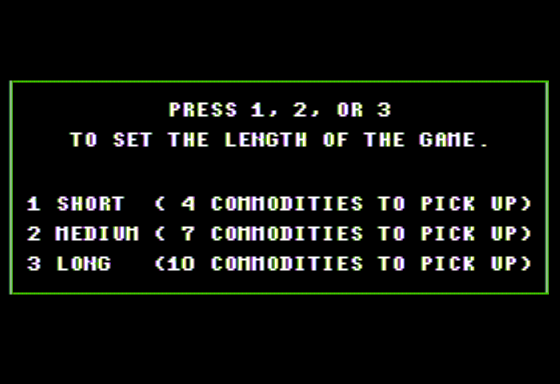 PRESS 1, 2, OR 3
TO SET THE LENGTH OF THE GAME.
1 SHORT ( 4 COMMODITIES TO PICK UP)
2 MEDIUM ( 7 COMMODITIES TO PICK UP)
3 LONG (10 COMMODITIES TO PICK UP)